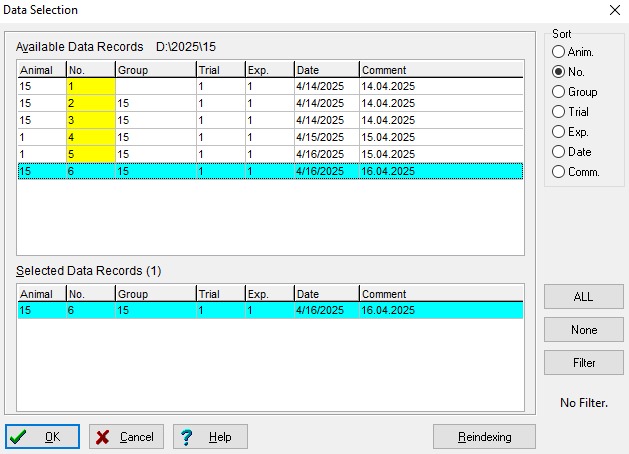 Data Selection
Available Data Records D:\2025\15
Animal No. Group Trial Exp. Date Comment
15 1 1 1 4/14/2025 14.04.2025
15 2 15 1 1 4/14/2025 14.04.2025
15 3 15 1 1 4/14/2025 14.04.2025
1 4 15 1 1 4/15/2025 15.04.2025
1 5 15 1 1 4/16/2025 15.04.2025
15 6 15 1 1 4/16/2025 16.04.2025
Selected Data Records (1)
Animal No. Group Trial Exp. Date Comment
15 6 15 1 1 4/16/2025 16.04.2025
Sort
Anim.
No.
Group
Trial
Exp.
Date
Comm.
ALL
None
Filter
No Filter.
OK
Cancel
? Help
Reindexing